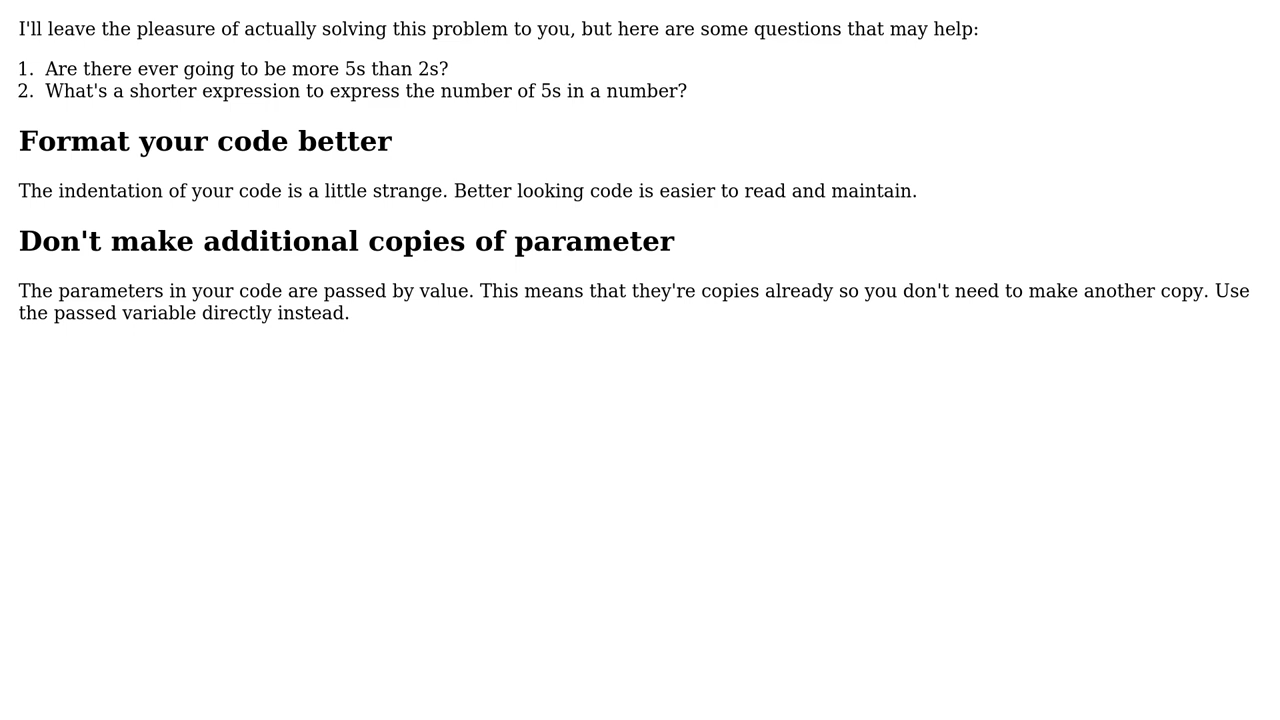 I'll leave the pleasure of actually solving this problem to you, but here are some questions that may help:
1. Are there ever going to be more 5s than 2s?
2. What's a shorter expression to express the number of 5s in a number?
Format your code better
The indentation of your code is a little strange. Better looking code is easier to read and maintain.
Don't make additional copies of parameter
The parameters in your code are passed by value. This means that they're copies already so you don't need to make another copy. Use
the passed variable directly instead.